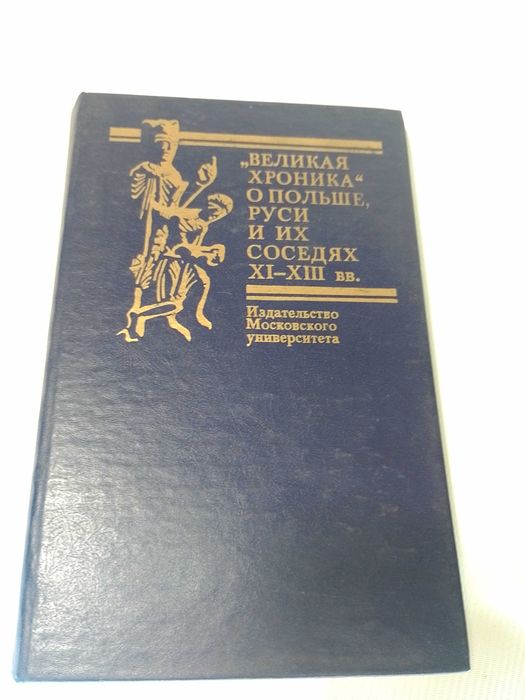 „ВЕЛИКАЯ
ХРОНИКА“
О ПОЛЬШЕ,
РУСИ
И ИХ
СОСЕДЯХ
XI–XIII вв.
Издательство
Московского
университета